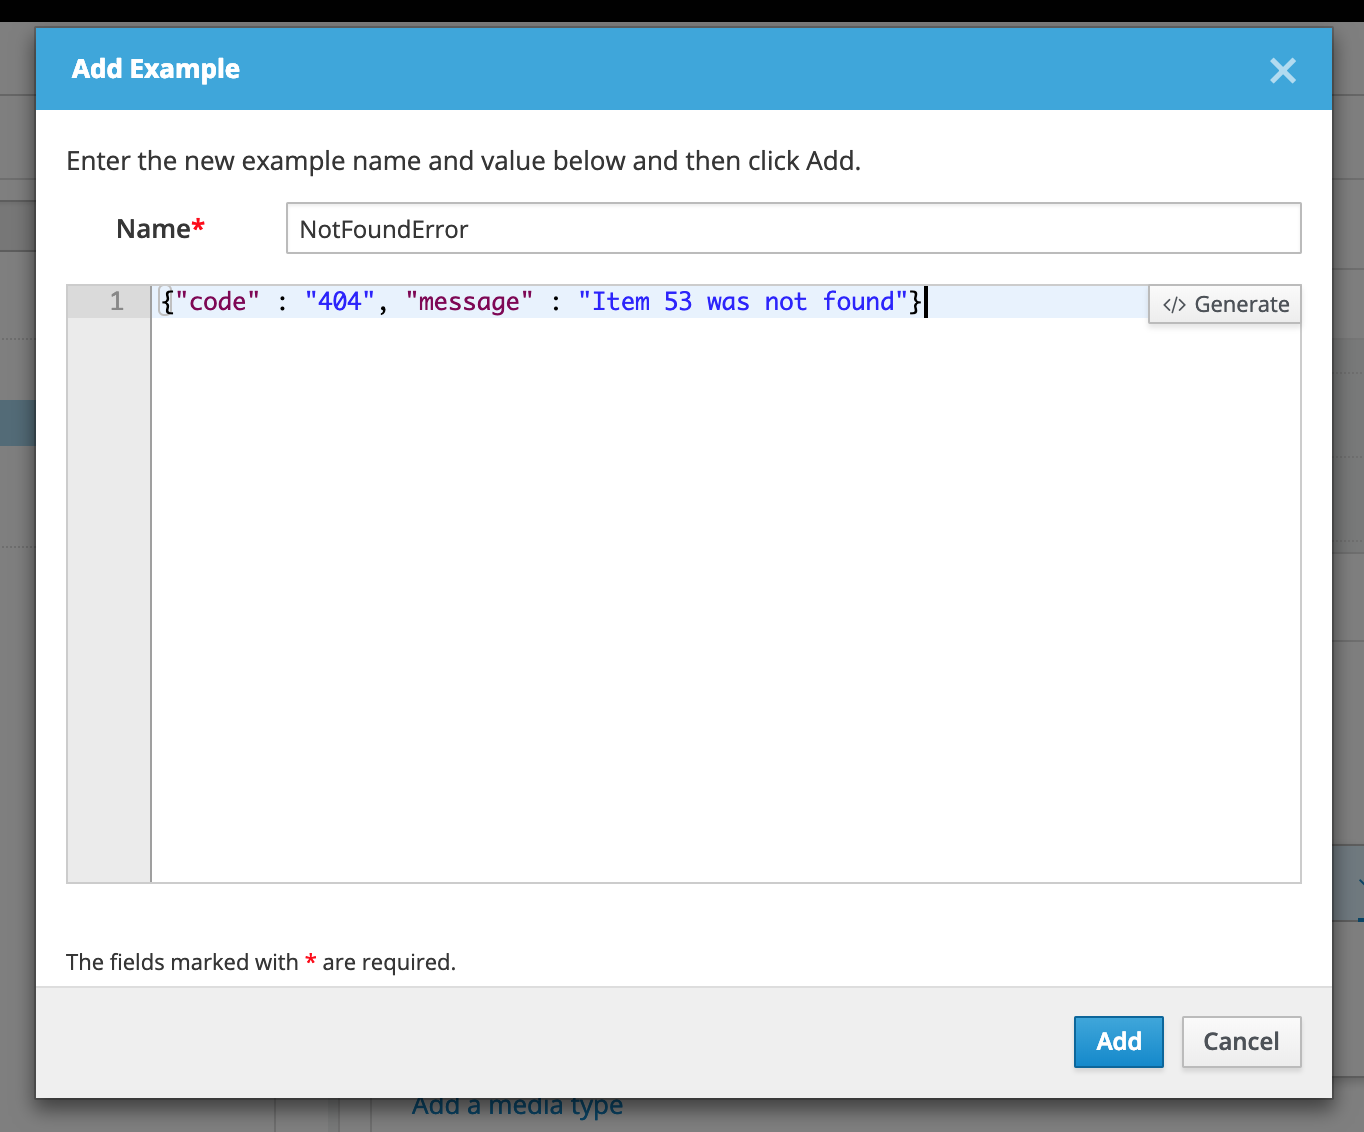 Add Example
Enter the new example name and value below and then click Add.
Name*
NotFoundError
1
{"code" : "404", "message" : "Item 53 was not found"}
</> Generate
The fields marked with * are required.
Add
Cancel
Add a media type